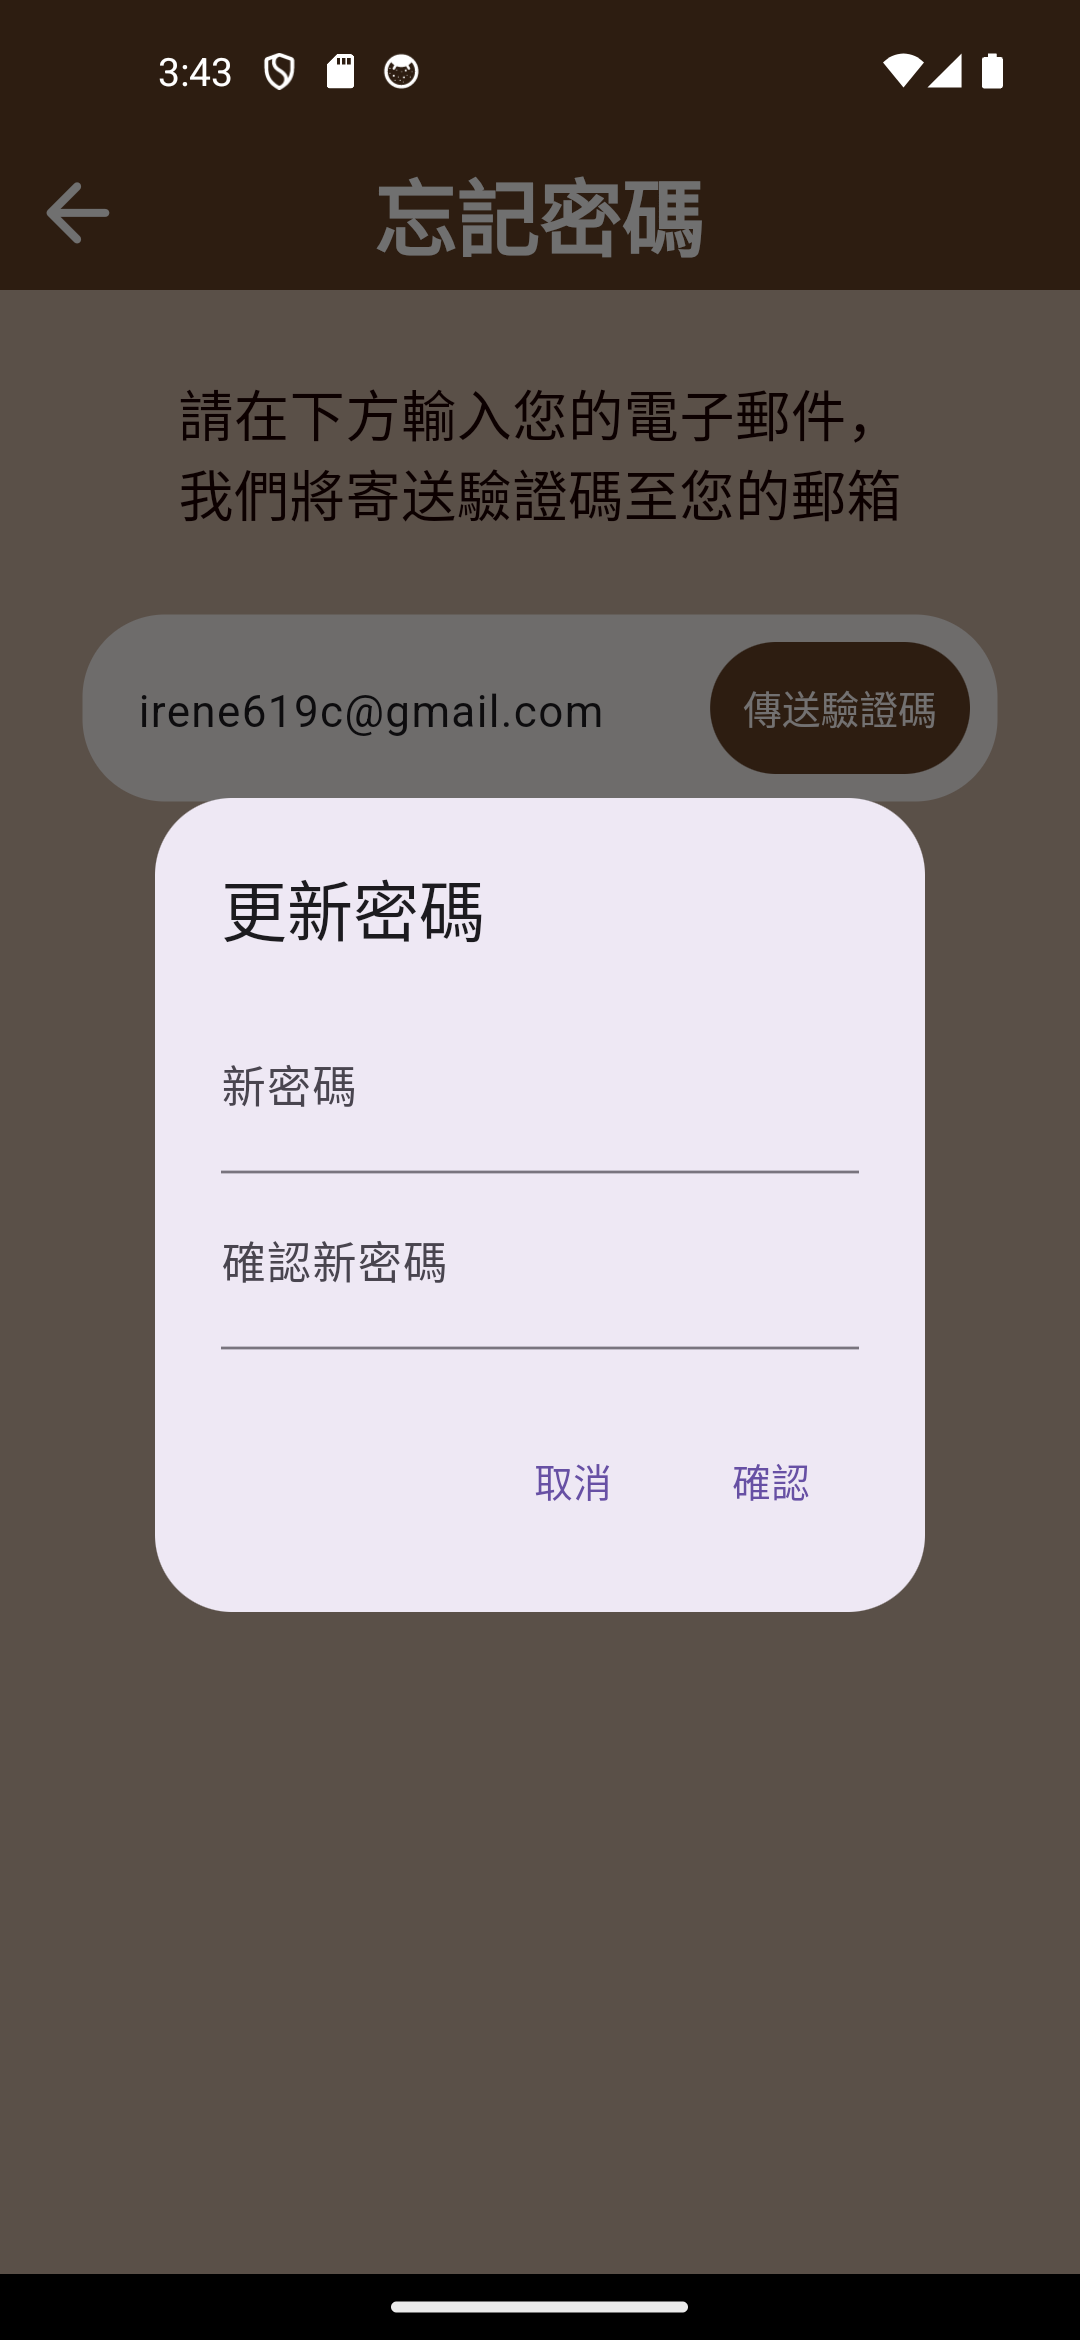 3:43
忘記密碼
請在下方輸入您的電子郵件，
我們將寄送驗證碼至您的郵箱
irene619c@gmail.com
傳送驗證碼
更新密碼
新密碼
確認新密碼
取消
確認